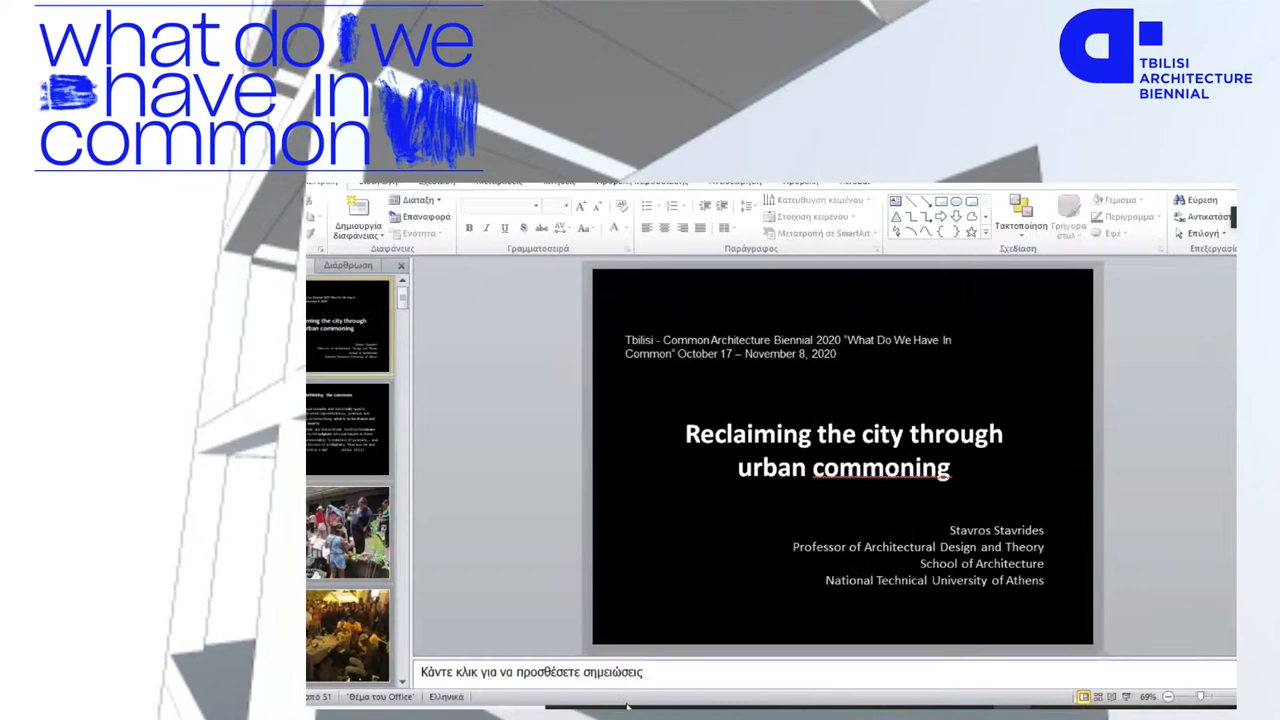 what do I we
have in
common
TBILISI
ARCHITECTURE
BIENNIAL
Διάταξη
Επαναφορά
Ενότητα
Δημιουργία
διαφάνειας
Διαφάνειες
Γραμματοσειρά
Κατεύθυνση κειμένου
Στοίχιση κειμένου
Μετατροπή σε SmartArt
Παράγραφος
Τακτοποίηση
Γρήγορα
στυλ
Γέμισμα
Περίγραμμα
Εφέ
Σχεδίαση
Εύρεση
Αντικατάστ
Επιλογή
Επεξεργασ
Διάρθρωση
Tbilisi - Common Architecture Biennial 2020 "What Do We Have In
Common" October 17 – November 8, 2020
Reclaiming the city through
urban commoning
Stavros Stavrides
Professor of Architectural Design and Theory
School of Architecture
National Technical University of Athens
Κάντε κλικ για να προσθέσετε σημειώσεις
από 51
"Θέμα του Office"
Ελληνικά
69%